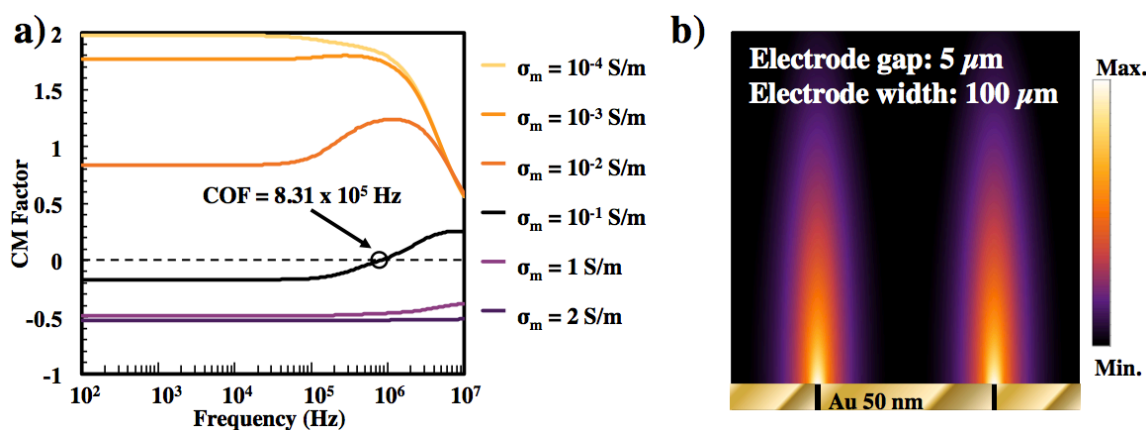 a)
2
1.5
1
0.5
0
-0.5
-1
CM Factor
COF = 8.31 x 10⁵ Hz
10² 10³ 10⁴ 10⁵ 10⁶ 10⁷
Frequency (Hz)
σₘ = 10⁻⁴ S/m
σₘ = 10⁻³ S/m
σₘ = 10⁻² S/m
σₘ = 10⁻¹ S/m
σₘ = 1 S/m
σₘ = 2 S/m
b)
Electrode gap: 5 μm
Electrode width: 100 μm
Au 50 nm
Max.
Min.